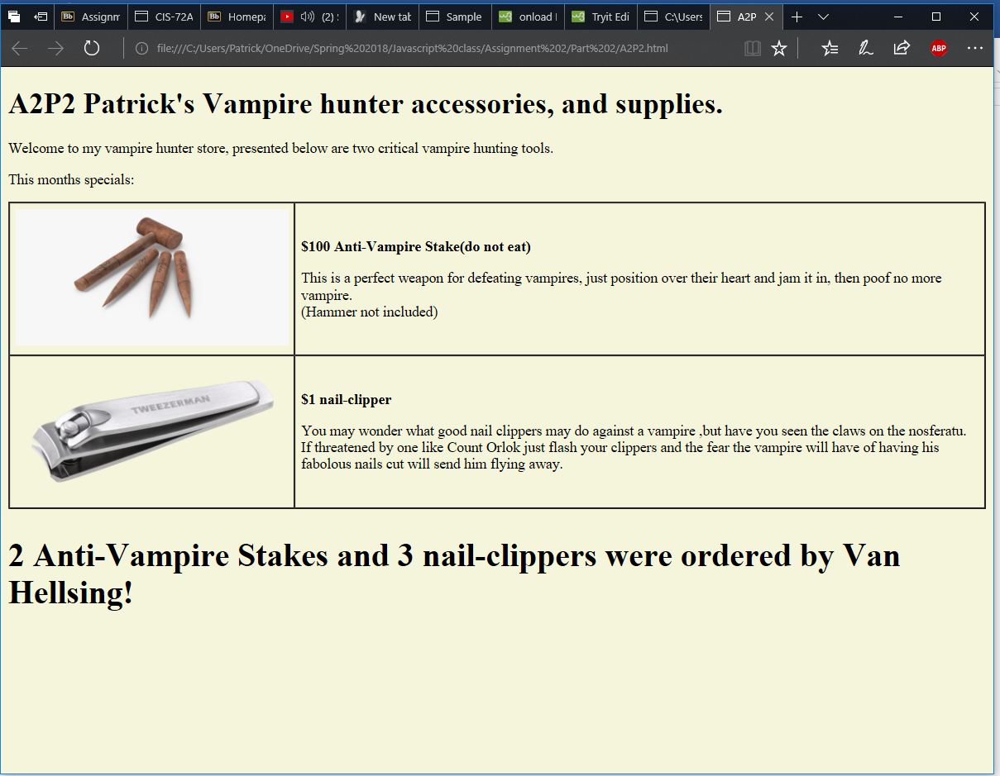 Assignm
CIS-72A
Homepa
(2)
New tab
Sample
onload
Tryit Edi
C:\Users
A2P
file:///C:/Users/Patrick/OneDrive/Spring%202018/Javascript%20class/Assignment%202/Part%202/A2P2.html
ABP
A2P2 Patrick's Vampire hunter accessories, and supplies.
Welcome to my vampire hunter store, presented below are two critical vampire hunting tools.
This months specials:
$100 Anti-Vampire Stake(do not eat)
This is a perfect weapon for defeating vampires, just position over their heart and jam it in, then poof no more
vampire.
(Hammer not included)
TWEEZERMAN
$1 nail-clipper
You may wonder what good nail clippers may do against a vampire ,but have you seen the claws on the nosferatu.
If threatened by one like Count Orlok just flash your clippers and the fear the vampire will have of having his
fabolous nails cut will send him flying away.
2 Anti-Vampire Stakes and 3 nail-clippers were ordered by Van
Hellsing!